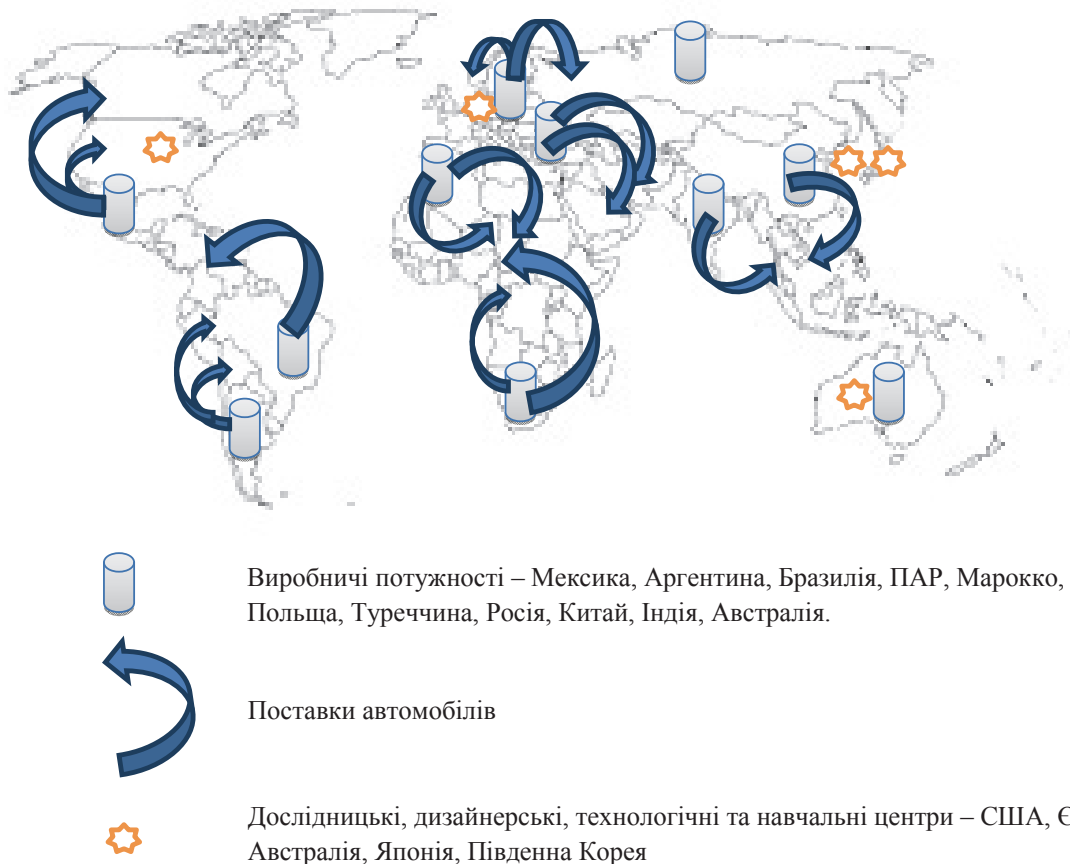 Виробничі потужності – Мексика, Аргентина, Бразилія, ПАР, Марокко,
Польща, Туреччина, Росія, Китай, Індія, Австралія.
Поставки автомобілів
Дослідницькі, дизайнерські, технологічні та навчальні центри – США,
Австралія, Японія, Південна Корея